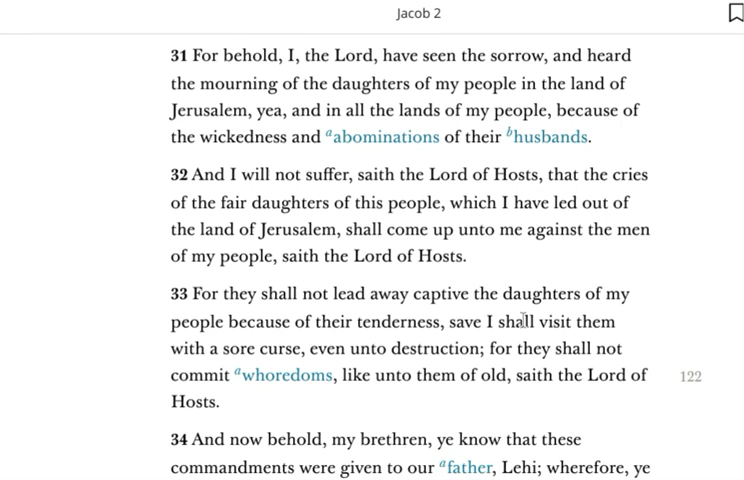 Jacob 2
31 For behold, I, the Lord, have seen the sorrow, and heard
the mourning of the daughters of my people in the land of
Jerusalem, yea, and in all the lands of my people, because of
the wickedness and aabominations of their bhusbands.
32 And I will not suffer, saith the Lord of Hosts, that the cries
of the fair daughters of this people, which I have led out of
the land of Jerusalem, shall come up unto me against the men
of my people, saith the Lord of Hosts.
33 For they shall not lead away captive the daughters of my
people because of their tenderness, save I shall visit them
with a sore curse, even unto destruction; for they shall not
commit awhoredoms, like unto them of old, saith the Lord of
122
Hosts.
34 And now behold, my brethren, ye know that these
commandments were given to our afather, Lehi; wherefore, ye